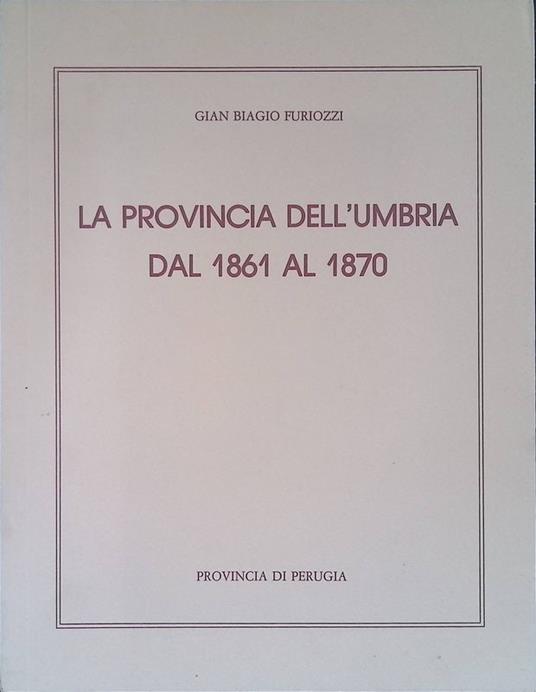 GIAN BIAGIO FURIOZZI
LA PROVINCIA DELL'UMBRIA
DAL 1861 AL 1870
PROVINCIA DI PERUGIA